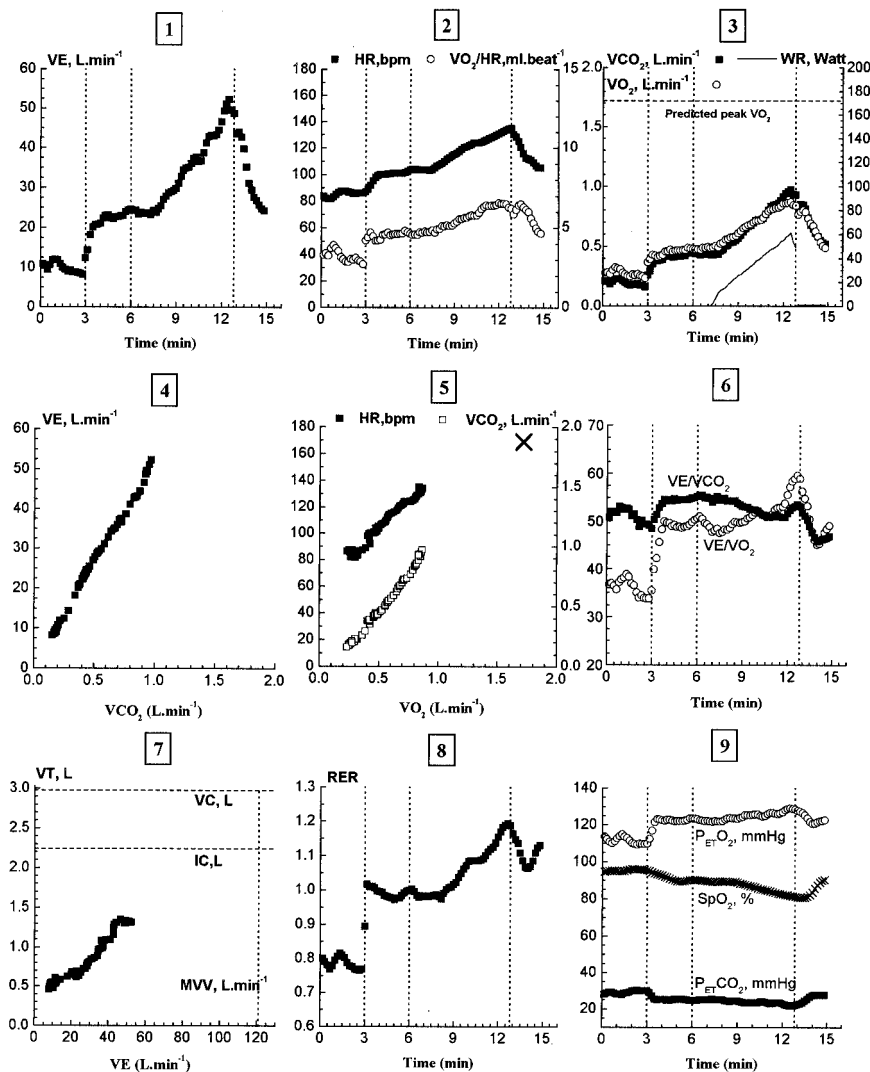 1
VE, L.min-1
60
50
40
30
20
10
0
0 3 6 9 12 15
Time (min)
2
HR,bpm VO2/HR,ml.beat-1
180
160
140
120
100
80
60
40
20
0
15
10
5
0
0 3 6 9 12 15
Time (min)
3
VCO2, L.min-1 WR, Watt
VO2, L.min-1
Predicted peak VO2
2.0
1.5
1.0
0.5
0.0
200
180
160
140
120
100
80
60
40
20
0
0 3 6 9 12 15
Time (min)
4
VE, L.min-1
60
50
40
30
20
10
0
0.0 0.5 1.0 1.5 2.0
VCO2 (L.min-1)
5
HR,bpm VCO2, L.min-1
180
160
140
120
100
80
60
40
20
0
2.0
1.5
1.0
0.5
0.0
0.0 0.5 1.0 1.5 2.0
VO2 (L.min-1)
6
70
60
50
40
30
20
VE/VCO2
VE/VO2
0 3 6 9 12 15
Time (min)
7
VT, L
3.0
2.5
2.0
1.5
1.0
0.5
0.0
VC, L
IC,L
MVV, L.min-1
0 20 40 60 80 100 120
VE (L.min-1)
8
RER
1.3
1.2
1.1
1.0
0.9
0.8
0.7
0.6
0 3 6 9 12 15
Time (min)
9
140
120
100
80
60
40
20
PETO2, mmHg
SpO2, %
PETCO2, mmHg
0 3 6 9 12 15
Time (min)